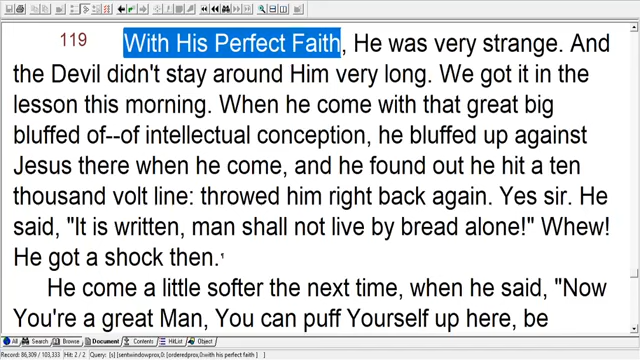 119 With His Perfect Faith, He was very strange. And
the Devil didn't stay around Him very long. We got it in the
lesson this morning. When he come with that great big
bluffed of--of intellectual conception, he bluffed up against
Jesus there when he come, and he found out he hit a ten
thousand volt line: throwed him right back again. Yes sir. He
said, "It is written, man shall not live by bread alone!" Whew!
He got a shock then.
He come a little softer the next time, when he said, "Now
You're a great Man, You can puff Yourself up here, be
All Search Browse Document Contents Object
Record: 86,309 / 103,333 Hit: 2 / 2 Query: [s] [sentwindowprox,0: [orderedprox,0:with his perfect faith ] ]